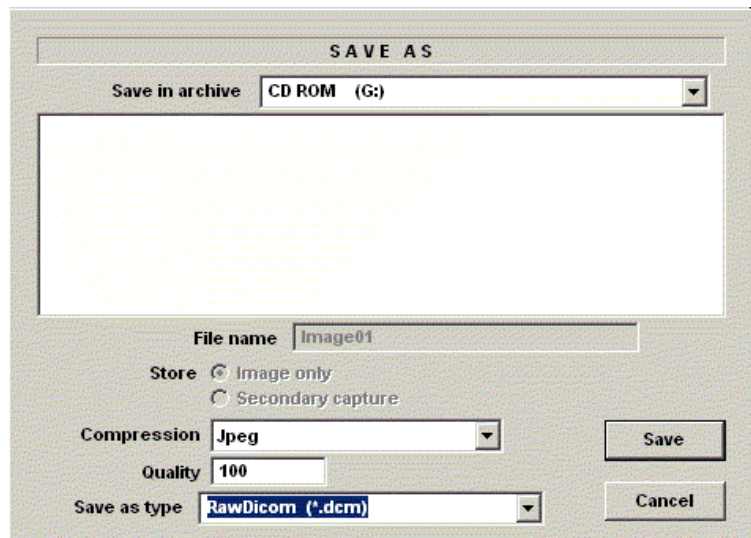 SAVE AS
Save in archive CD ROM (G:)
File name Image01
Store Image only
Secondary capture
Compression Jpeg
Save
Quality 100
Save as type RawDicom (*.dcm)
Cancel